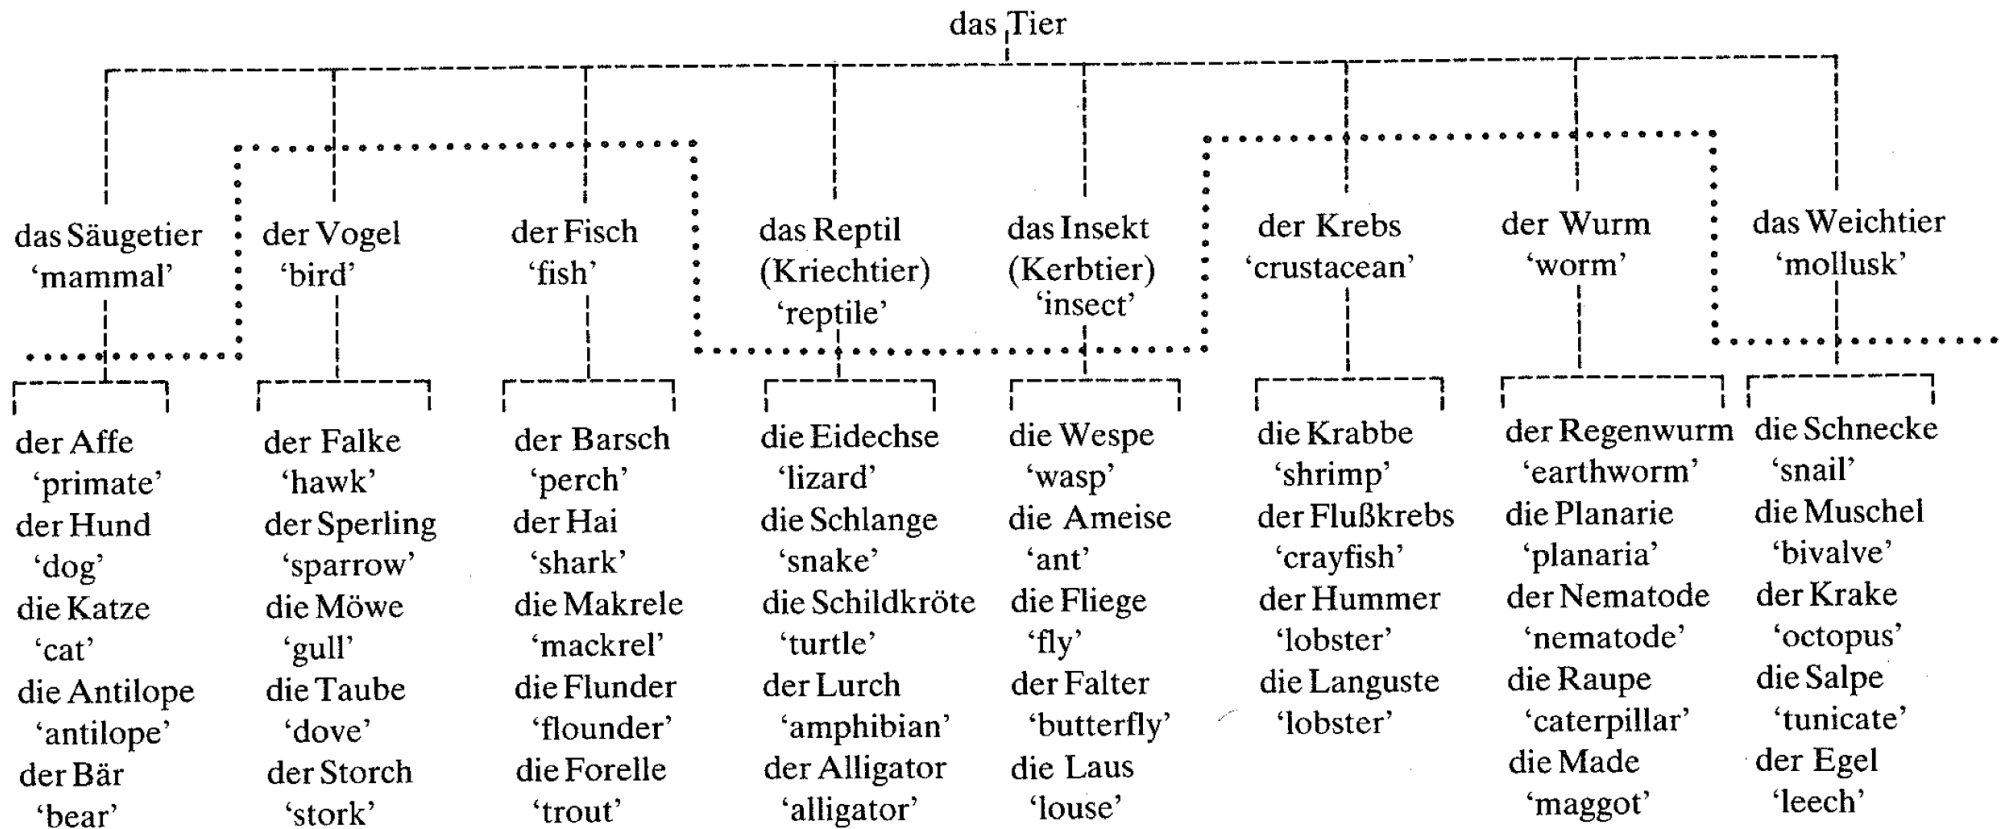 das Tier
das Säugetier
‘mammal’
der Vogel
‘bird’
der Fisch
‘fish’
das Reptil
(Kriechtier)
‘reptile’
das Insekt
(Kerbtier)
‘insect’
der Krebs
‘crustacean’
der Wurm
‘worm’
das Weichtier
‘mollusk’
der Affe
‘primate’
der Hund
‘dog’
die Katze
‘cat’
die Antilope
‘antilope’
der Bär
‘bear’
der Falke
‘hawk’
der Sperling
‘sparrow’
die Möwe
‘gull’
die Taube
‘dove’
der Storch
‘stork’
der Barsch
‘perch’
der Hai
‘shark’
die Makrele
‘mackrel’
die Flunder
‘flounder’
die Forelle
‘trout’
die Eidechse
‘lizard’
die Schlange
‘snake’
die Schildkröte
‘turtle’
der Lurch
‘amphibian’
der Alligator
‘alligator’
die Wespe
‘wasp’
die Ameise
‘ant’
die Fliege
‘fly’
der Falter
‘butterfly’
die Laus
‘louse’
die Krabbe
‘shrimp’
der Flußkrebs
‘crayfish’
der Hummer
‘lobster’
die Languste
‘lobster’
der Regenwurm
‘earthworm’
die Planarie
‘planaria’
der Nematode
‘nematode’
die Raupe
‘caterpillar’
die Made
‘maggot’
die Schnecke
‘snail’
die Muschel
‘bivalve’
der Krake
‘octopus’
die Salpe
‘tunicate’
der Egel
‘leech’